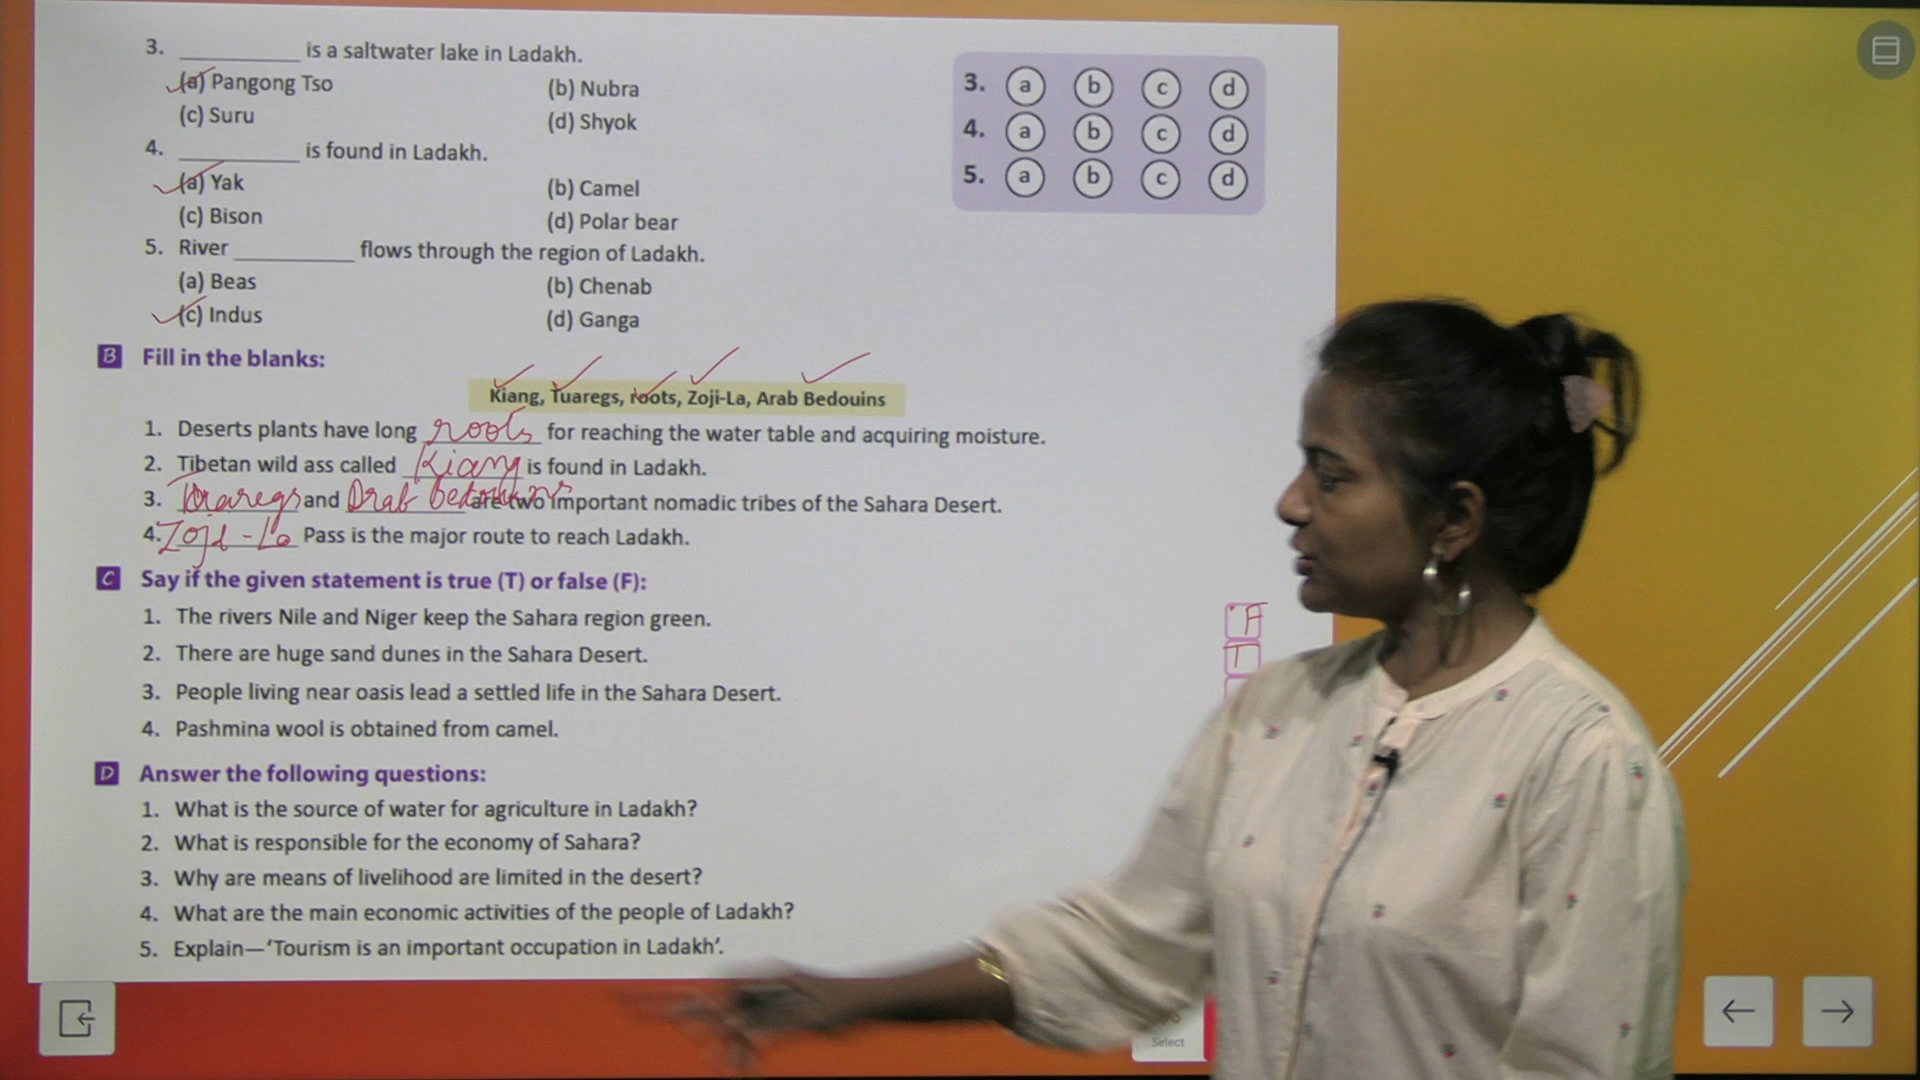 3. __________ is a saltwater lake in Ladakh.
(a) Pangong Tso (b) Nubra
(c) Suru (d) Shyok
4. __________ is found in Ladakh.
(a) Yak (b) Camel
(c) Bison (d) Polar bear
5. River __________ flows through the region of Ladakh.
(a) Beas (b) Chenab
(c) Indus (d) Ganga
3. a b c d
4. a b c d
5. a b c d
B Fill in the blanks:
Kiang, Tuaregs, roots, Zoji-La, Arab Bedouins
1. Deserts plants have long roots for reaching the water table and acquiring moisture.
2. Tibetan wild ass called Kiang is found in Ladakh.
3. Tuaregs and Arab Bedouins are two important nomadic tribes of the Sahara Desert.
4. Zoji-La Pass is the major route to reach Ladakh.
C Say if the given statement is true (T) or false (F):
1. The rivers Nile and Niger keep the Sahara region green. F
2. There are huge sand dunes in the Sahara Desert. T
3. People living near oasis lead a settled life in the Sahara Desert.
4. Pashmina wool is obtained from camel.
D Answer the following questions:
1. What is the source of water for agriculture in Ladakh?
2. What is responsible for the economy of Sahara?
3. Why are means of livelihood are limited in the desert?
4. What are the main economic activities of the people of Ladakh?
5. Explain—‘Tourism is an important occupation in Ladakh’.
Select